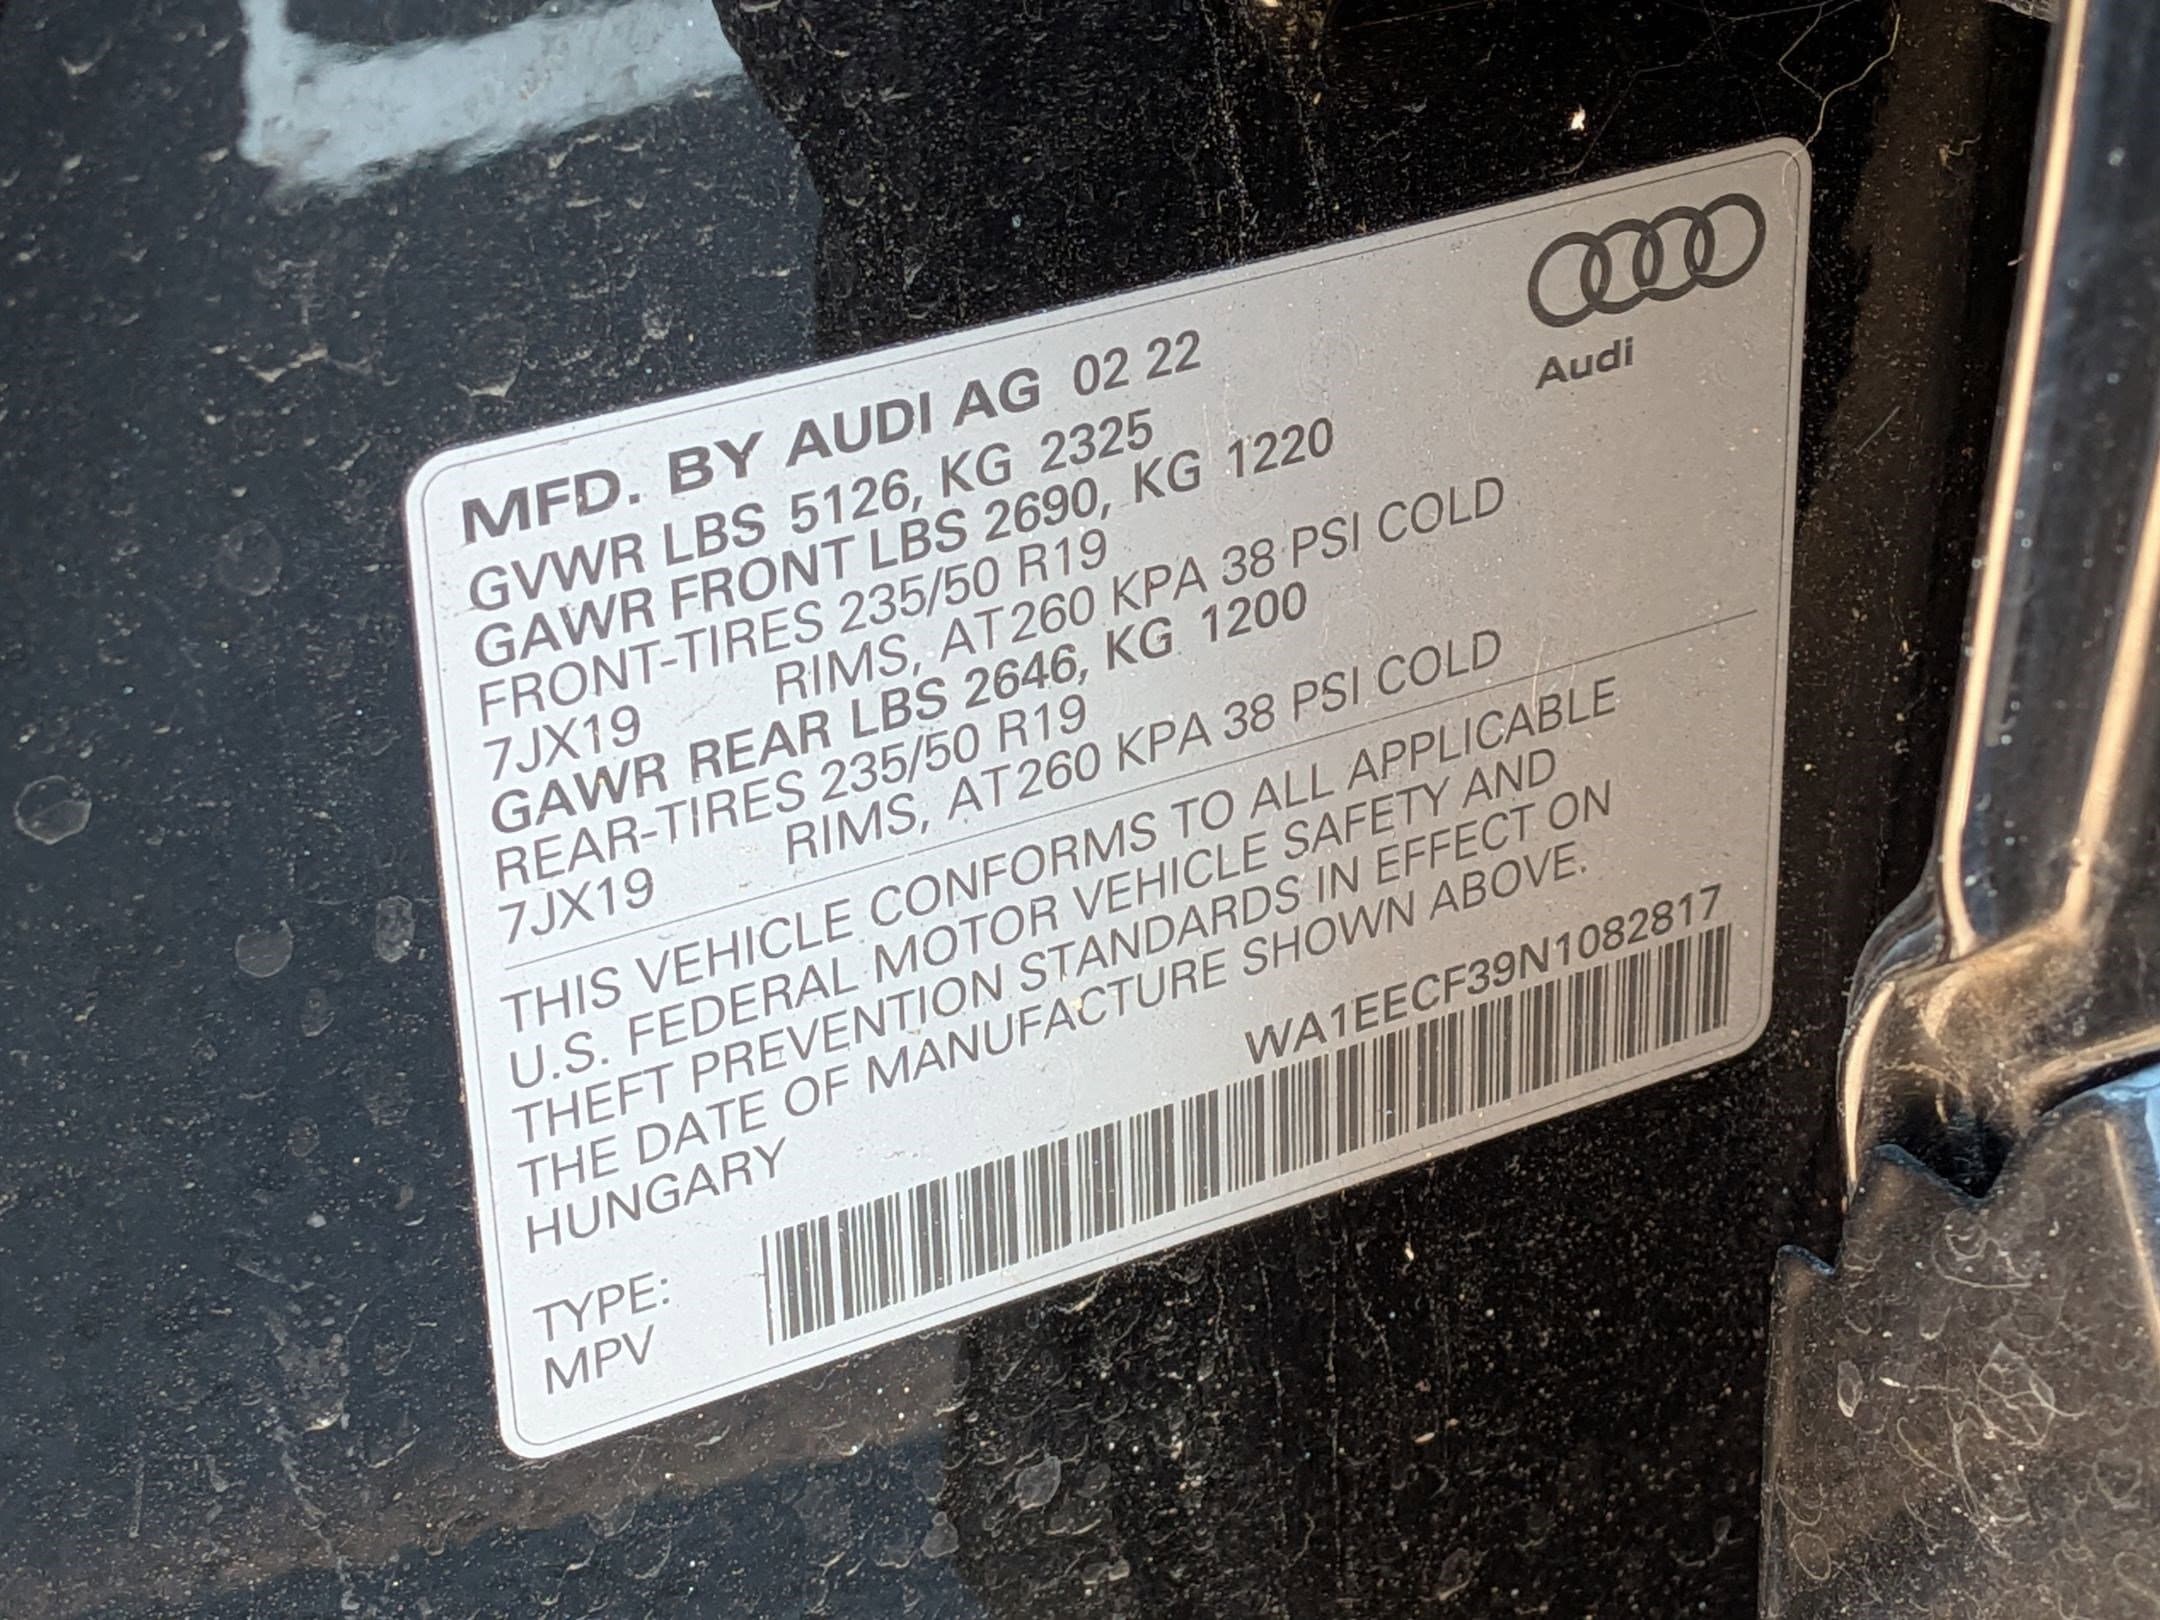 Audi
MFD. BY AUDI AG 02 22
GVWR LBS 5126, KG 2325
GAWR FRONT LBS 2690, KG 1220
FRONT-TIRES 235/50 R19
7JX19 RIMS, AT 260 KPA 38 PSI COLD
GAWR REAR LBS 2646, KG 1200
REAR-TIRES 235/50 R19
7JX19 RIMS, AT 260 KPA 38 PSI COLD
THIS VEHICLE CONFORMS TO ALL APPLICABLE
U.S. FEDERAL MOTOR VEHICLE SAFETY AND
THEFT PREVENTION STANDARDS IN EFFECT ON
THE DATE OF MANUFACTURE SHOWN ABOVE.
HUNGARY
WA1EECF39N1082817
TYPE:
MPV